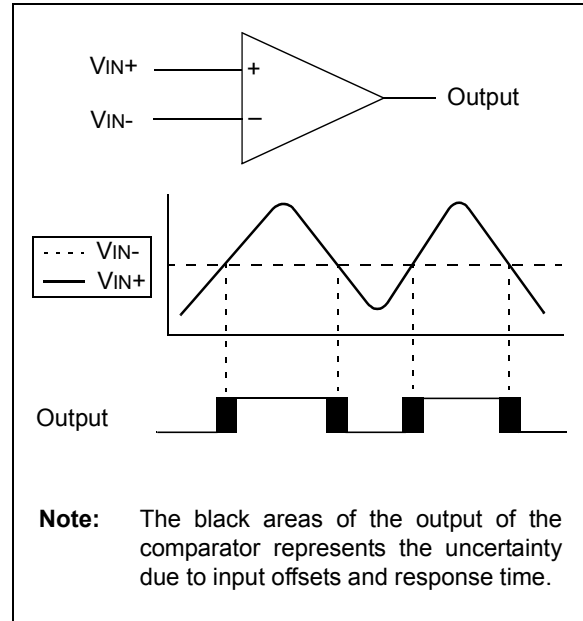 VIN+
+
Output
VIN-
−
VIN-
VIN+
Output
Note: The black areas of the output of the
comparator represents the uncertainty
due to input offsets and response time.